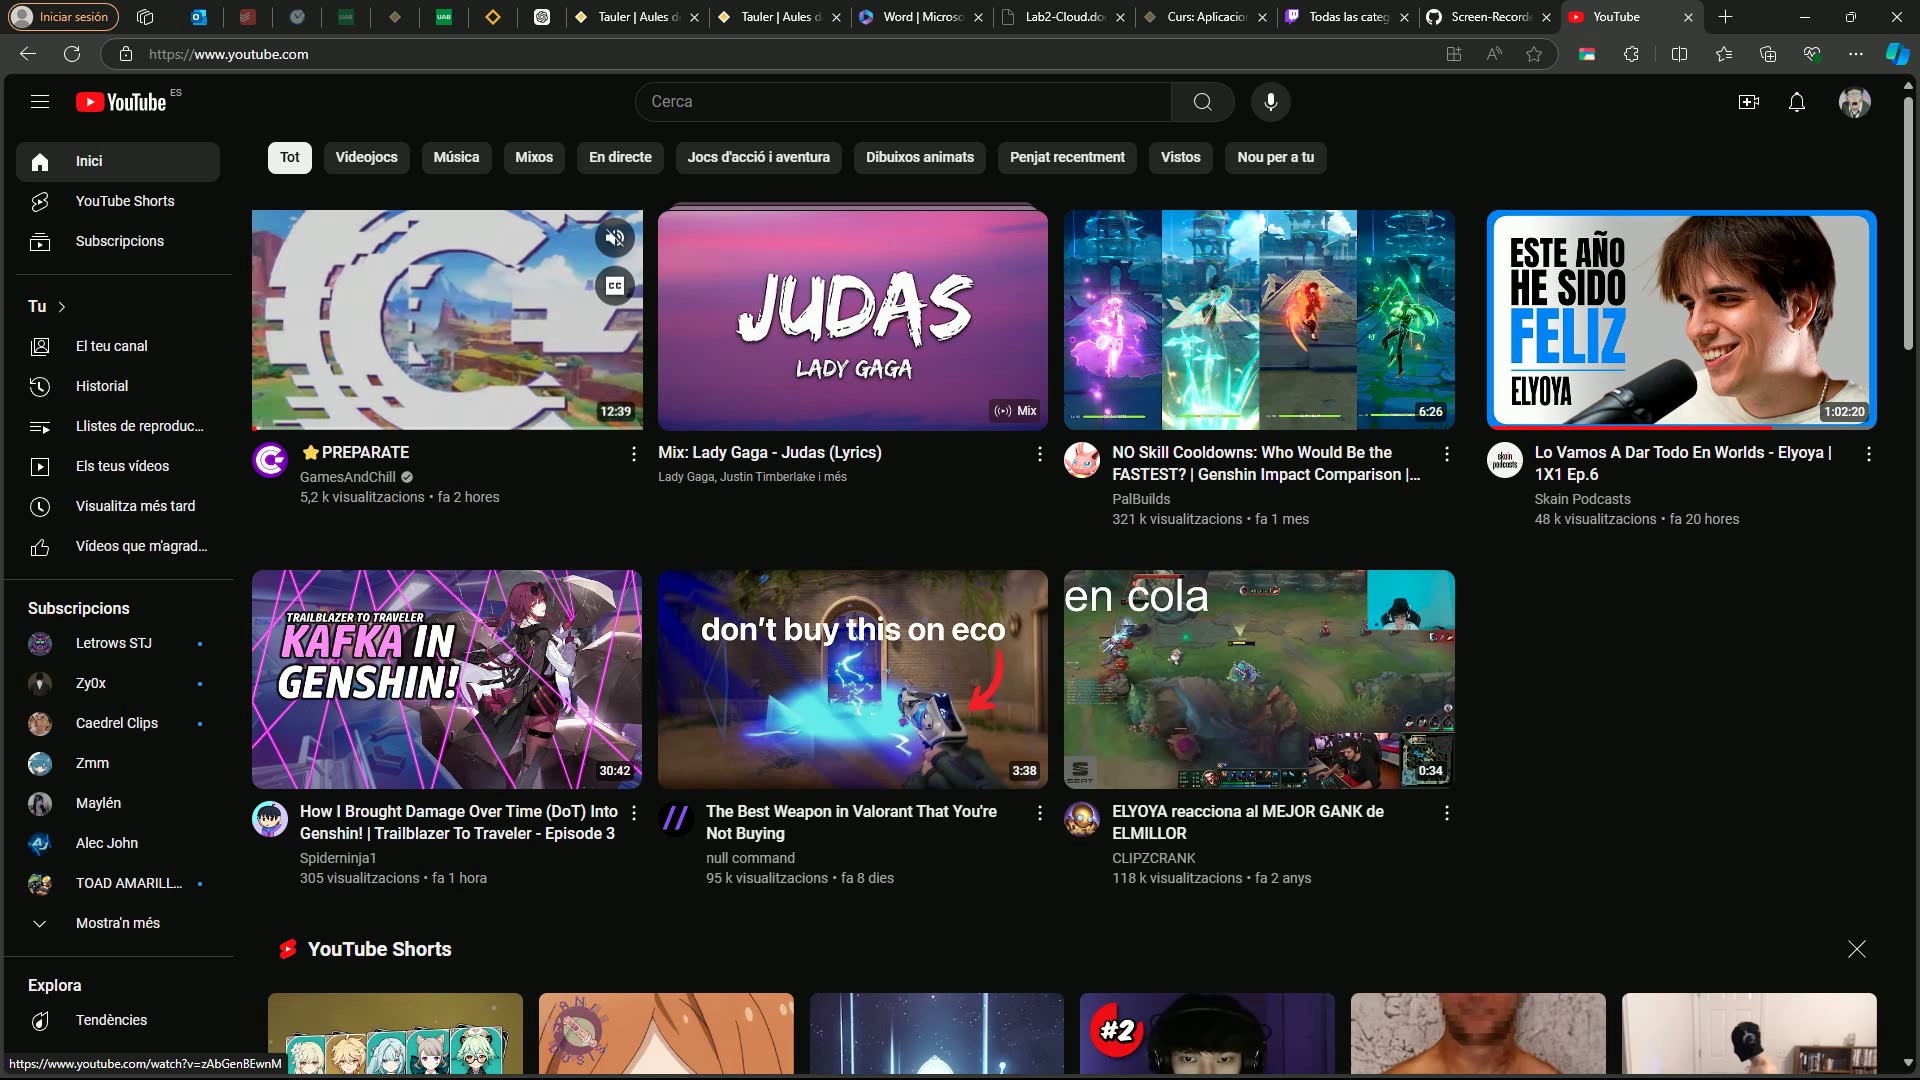 Iniciar sesión
Tauler | Aules d
Tauler | Aules d
Word | Microso
Lab2-Cloud.do
Curs: Aplicacion
Todas las categ
Screen-Recorde
YouTube
https://www.youtube.com
YouTube ES
Cerca
Inici
YouTube Shorts
Subscripcions
Tu
El teu canal
Historial
Llistes de reproduc...
Els teus vídeos
Visualitza més tard
Vídeos que m'agrad...
Subscripcions
Letrows STJ
Zy0x
Caedrel Clips
Zmm
Maylén
Alec John
TOAD AMARILL...
Mostra'n més
Explora
Tendències
https://www.youtube.com/watch?v=zAbGenBEwnM
Tot
Videojocs
Música
Mixos
En directe
Jocs d'acció i aventura
Dibuixos animats
Penjat recentment
Vistos
Nou per a tu
CC
12:39
⭐PREPARATE
GamesAndChill
5,2 k visualitzacions • fa 2 hores
JUDAS
LADY GAGA
Mix
Mix: Lady Gaga - Judas (Lyrics)
Lady Gaga, Justin Timberlake i més
6:26
NO Skill Cooldowns: Who Would Be the
FASTEST? | Genshin Impact Comparison |...
PalBuilds
321 k visualitzacions • fa 1 mes
ESTE AÑO
HE SIDO
FELIZ
ELYOYA
1:02:20
skain
podcasts
Lo Vamos A Dar Todo En Worlds - Elyoya |
1X1 Ep.6
Skain Podcasts
48 k visualitzacions • fa 20 hores
TRAILBLAZER TO TRAVELER
KAFKA IN
GENSHIN!
30:42
How I Brought Damage Over Time (DoT) Into
Genshin! | Trailblazer To Traveler - Episode 3
Spiderninja1
305 visualitzacions • fa 1 hora
don't buy this on eco
3:38
The Best Weapon in Valorant That You're
Not Buying
null command
95 k visualitzacions • fa 8 dies
en cola
SEAT
0:34
ELYOYA reacciona al MEJOR GANK de
ELMILLOR
CLIPZCRANK
118 k visualitzacions • fa 2 anys
YouTube Shorts
#2